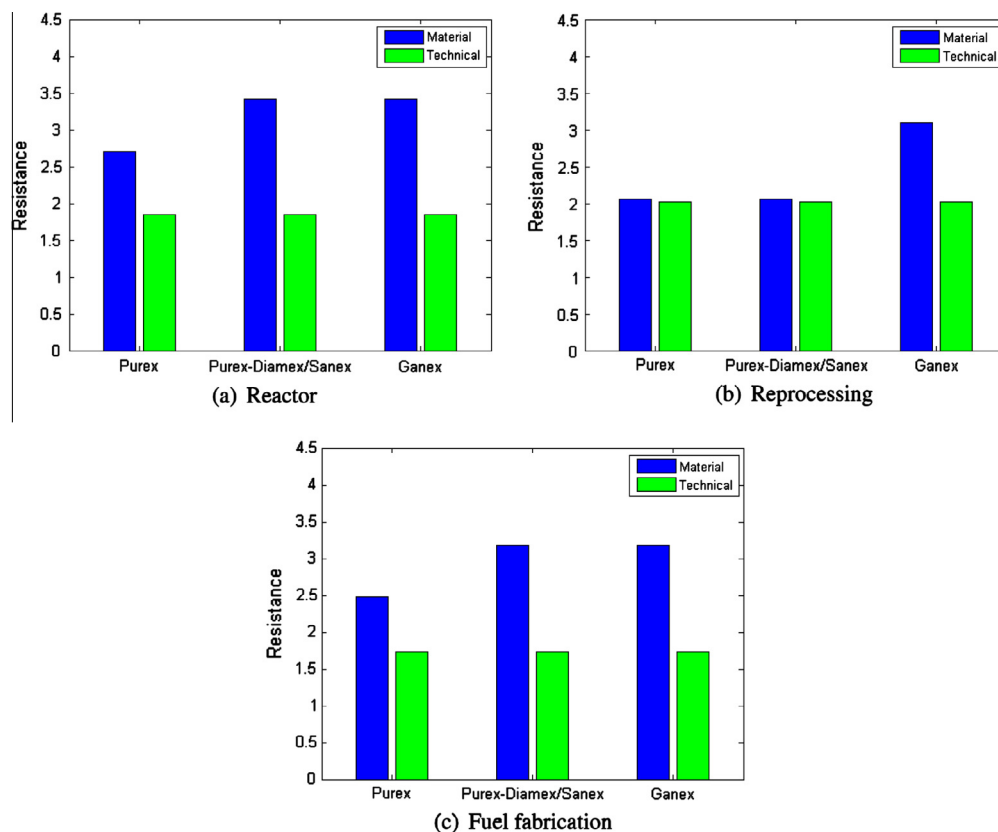 4.5
4
3.5
3
2.5
2
1.5
1
0.5
0
Resistance
Material
Technical
Purex
Purex-Diamex/Sanex
Ganex
(a) Reactor
4.5
4
3.5
3
2.5
2
1.5
1
0.5
0
Resistance
Material
Technical
Purex
Purex-Diamex/Sanex
Ganex
(b) Reprocessing
4.5
4
3.5
3
2.5
2
1.5
1
0.5
0
Resistance
Material
Technical
Purex
Purex-Diamex/Sanex
Ganex
(c) Fuel fabrication